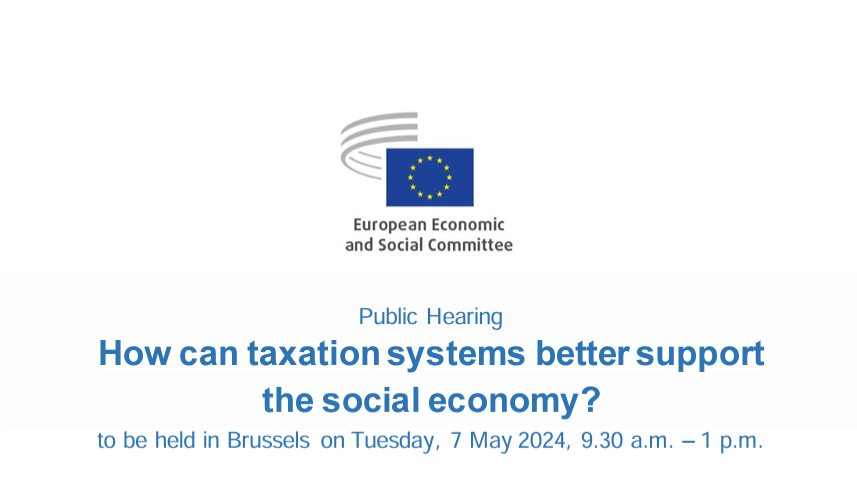 European Economic
and Social Committee
Public Hearing
How can taxation systems better support
the social economy?
to be held in Brussels on Tuesday, 7 May 2024, 9.30 a.m. – 1 p.m.